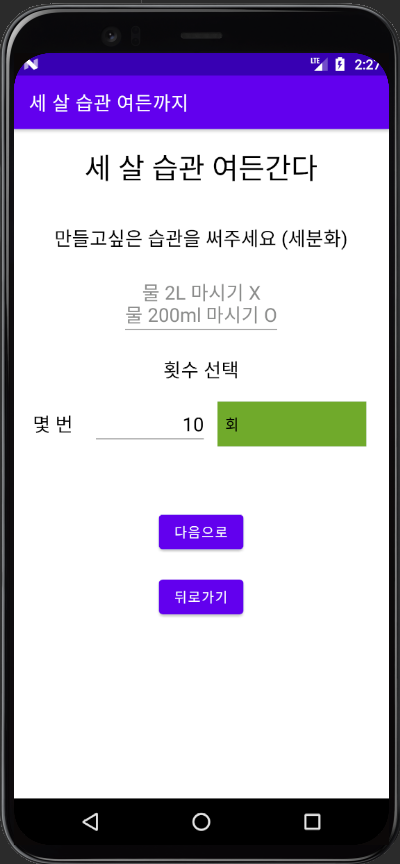 LTE 2:27
세 살 습관 여든까지
세 살 습관 여든간다
만들고싶은 습관을 써주세요 (세분화)
물 2L 마시기 X
물 200ml 마시기 O
횟수 선택
몇 번 10 회
다음으로
뒤로가기